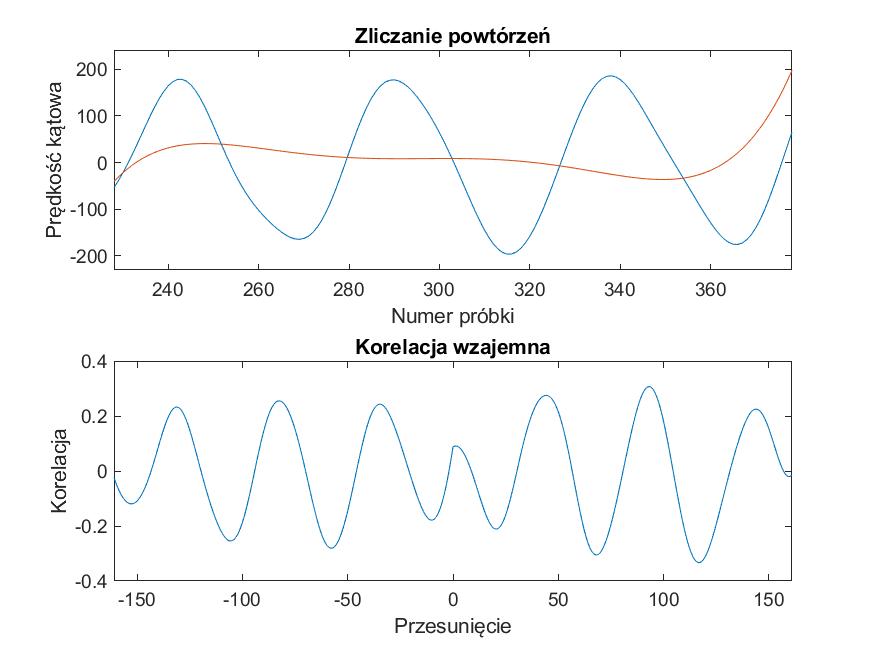 Zliczanie powtórzeń
200
100
0
-100
-200
Prędkość kątowa
240 260 280 300 320 340 360
Numer próbki
Korelacja wzajemna
0.4
0.2
0
-0.2
-0.4
Korelacja
-150 -100 -50 0 50 100 150
Przesunięcie